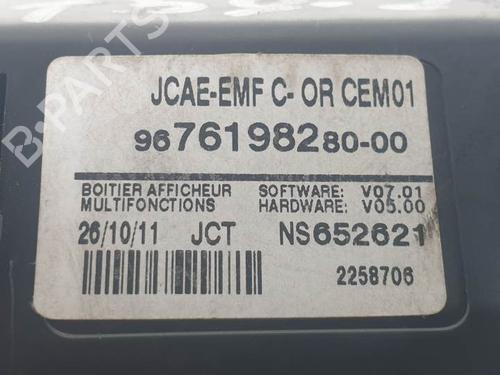 JCAE-EMF C- OR CEM01
9676198280-00
BOITIER AFFICHEUR SOFTWARE: V07.01
MULTIFONCTIONS HARDWARE: V05.00
26/10/11 JCT NS652621
2258706
B-PARTS